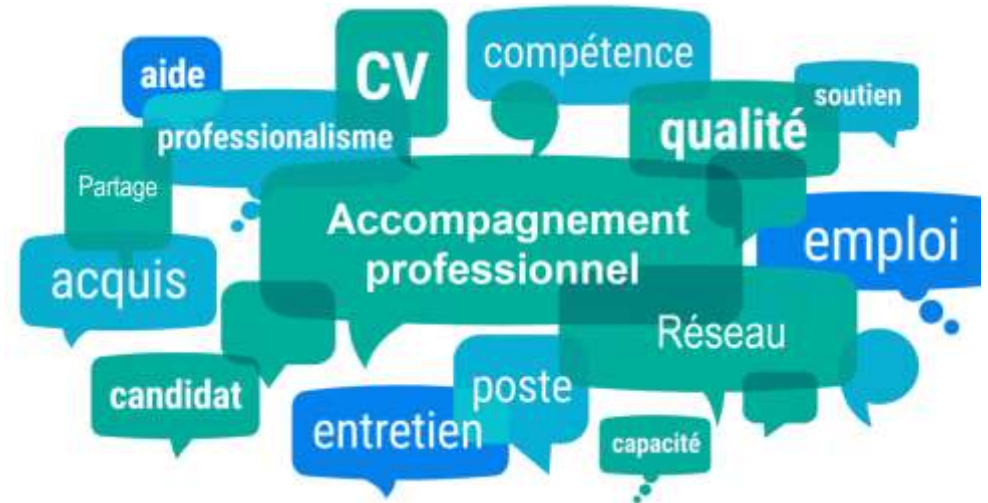 compétence
CV
aide
soutien
professionalisme
qualité
Partage
Accompagnement
professionnel
emploi
acquis
Réseau
candidat
poste
entretien
capacité